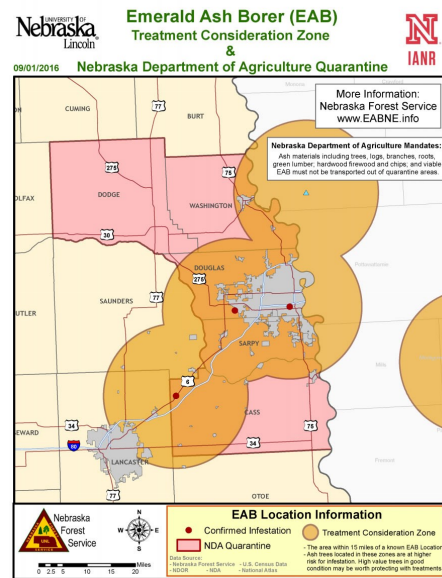 UNIVERSITY OF
Nebraska
Lincoln
Emerald Ash Borer (EAB)
Treatment Consideration Zone
&
09/01/2016 Nebraska Department of Agriculture Quarantine
N
IANR
More Information:
Nebraska Forest Service
www.EABNE.info
Nebraska Department of Agriculture Mandates:
Ash materials including trees, logs, branches, roots,
green lumber, hardwood firewood and chips; and viable
EAB must not be transported out of quarantine areas.
CUMING
77
BURT
275
75
DODGE
WASHINGTON
OLFAX
30
DOUGLAS
275
SAUNDERS
77
UTLER
SARPY
6
CASS
34
75
EWARD
80
34
LANCASTER
77
OTOE
Nebraska
Forest
Service
N
W E
S
20 10 5 2.5 0 Miles
EAB Location Information
Confirmed Infestation
NDA Quarantine
Treatment Consideration Zone
Data Source:
- Nebraska Forest Service - U.S. Census Data
- NDOR - NDA - National Atlas
- The area within 15 miles of a known EAB Location
- Ash trees located in these zones are at higher
risk for infestation. High value trees in good
condition may be worth protecting with treatments